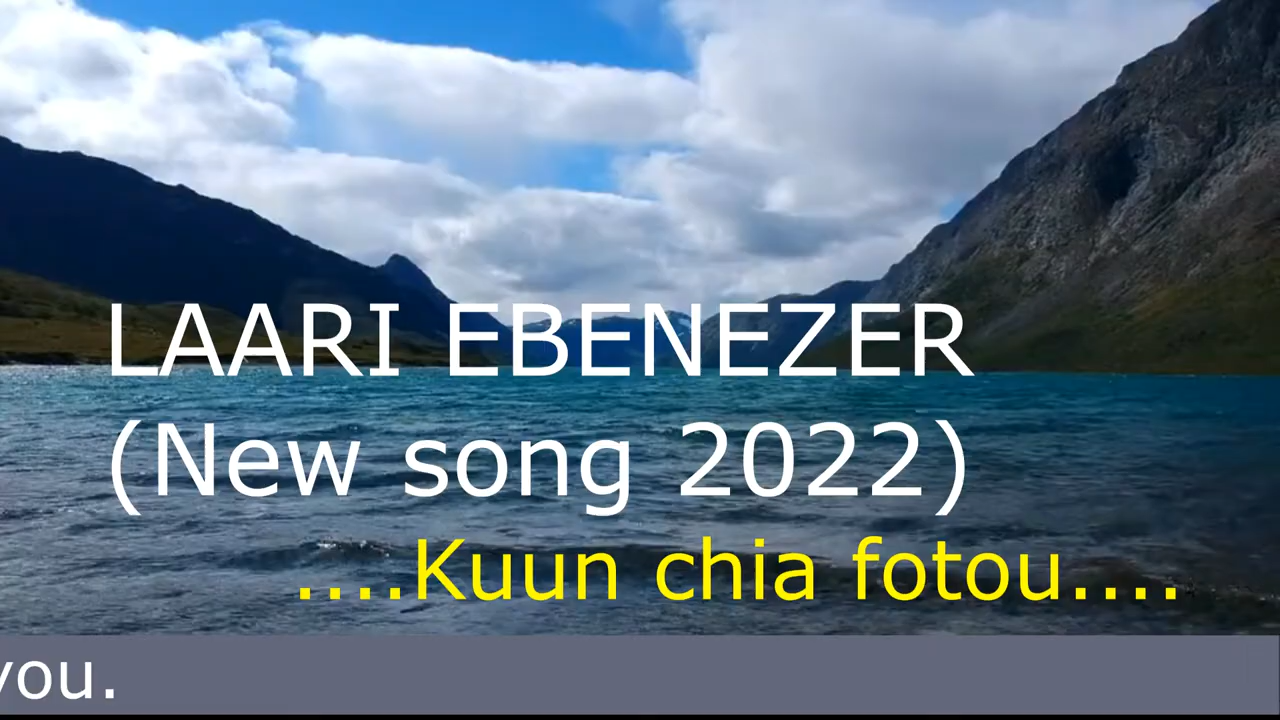 LAARI EBENEZER
(New song 2022)
....Kuun chia fotou....
you.